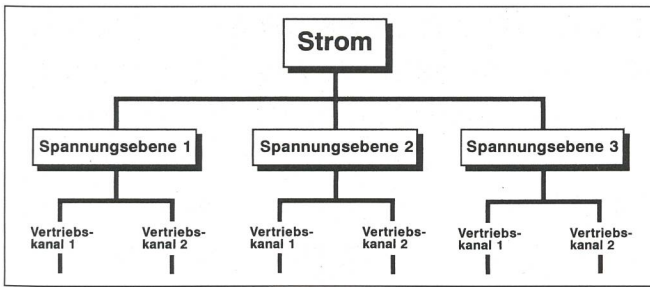 Strom
Spannungsebene 1
Spannungsebene 2
Spannungsebene 3
Vertriebs-
kanal 1
Vertriebs-
kanal 2
Vertriebs-
kanal 1
Vertriebs-
kanal 2
Vertriebs-
kanal 1
Vertriebs-
kanal 2